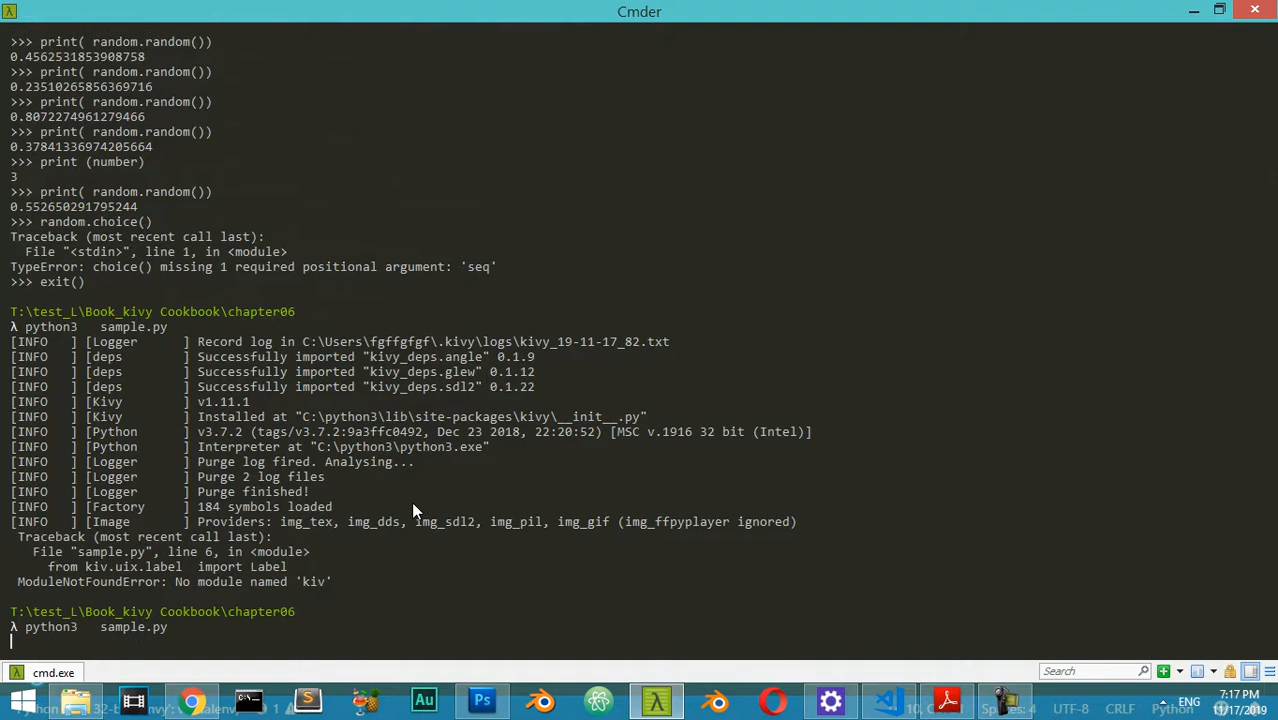 Cmder
>>> print( random.random())
0.4562531853908758
>>> print( random.random())
0.23510265856369716
>>> print( random.random())
0.8072274961279466
>>> print( random.random())
0.37841336974205664
>>> print (number)
3
>>> print( random.random())
0.552650291795244
>>> random.choice()
Traceback (most recent call last):
File "<stdin>", line 1, in <module>
TypeError: choice() missing 1 required positional argument: 'seq'
>>> exit()
T:\test_L\Book_kivy Cookbook\chapter06
λ python3   sample.py
[INFO   ] [Logger      ] Record log in C:\Users\fgffgfgf\.kivy\logs\kivy_19-11-17_82.txt
[INFO   ] [deps        ] Successfully imported "kivy_deps.angle" 0.1.9
[INFO   ] [deps        ] Successfully imported "kivy_deps.glew" 0.1.12
[INFO   ] [deps        ] Successfully imported "kivy_deps.sdl2" 0.1.22
[INFO   ] [Kivy        ] v1.11.1
[INFO   ] [Kivy        ] Installed at "C:\python3\lib\site-packages\kivy\__init__.py"
[INFO   ] [Python      ] v3.7.2 (tags/v3.7.2:9a3ffc0492, Dec 23 2018, 22:20:52) [MSC v.1916 32 bit (Intel)]
[INFO   ] [Python      ] Interpreter at "C:\python3\python3.exe"
[INFO   ] [Logger      ] Purge log fired. Analysing...
[INFO   ] [Logger      ] Purge 2 log files
[INFO   ] [Logger      ] Purge finished!
[INFO   ] [Factory     ] 184 symbols loaded
[INFO   ] [Image       ] Providers: img_tex, img_dds, img_sdl2, img_pil, img_gif (img_ffpyplayer ignored)
Traceback (most recent call last):
File "sample.py", line 6, in <module>
from kiv.uix.label  import Label
ModuleNotFoundError: No module named 'kiv'
T:\test_L\Book_kivy Cookbook\chapter06
λ python3   sample.py
cmd.exe
Search
Au
Ps
ENG
7:17 PM
11/17/2019
Spaces: 4
UTF-8
CRLF
Python